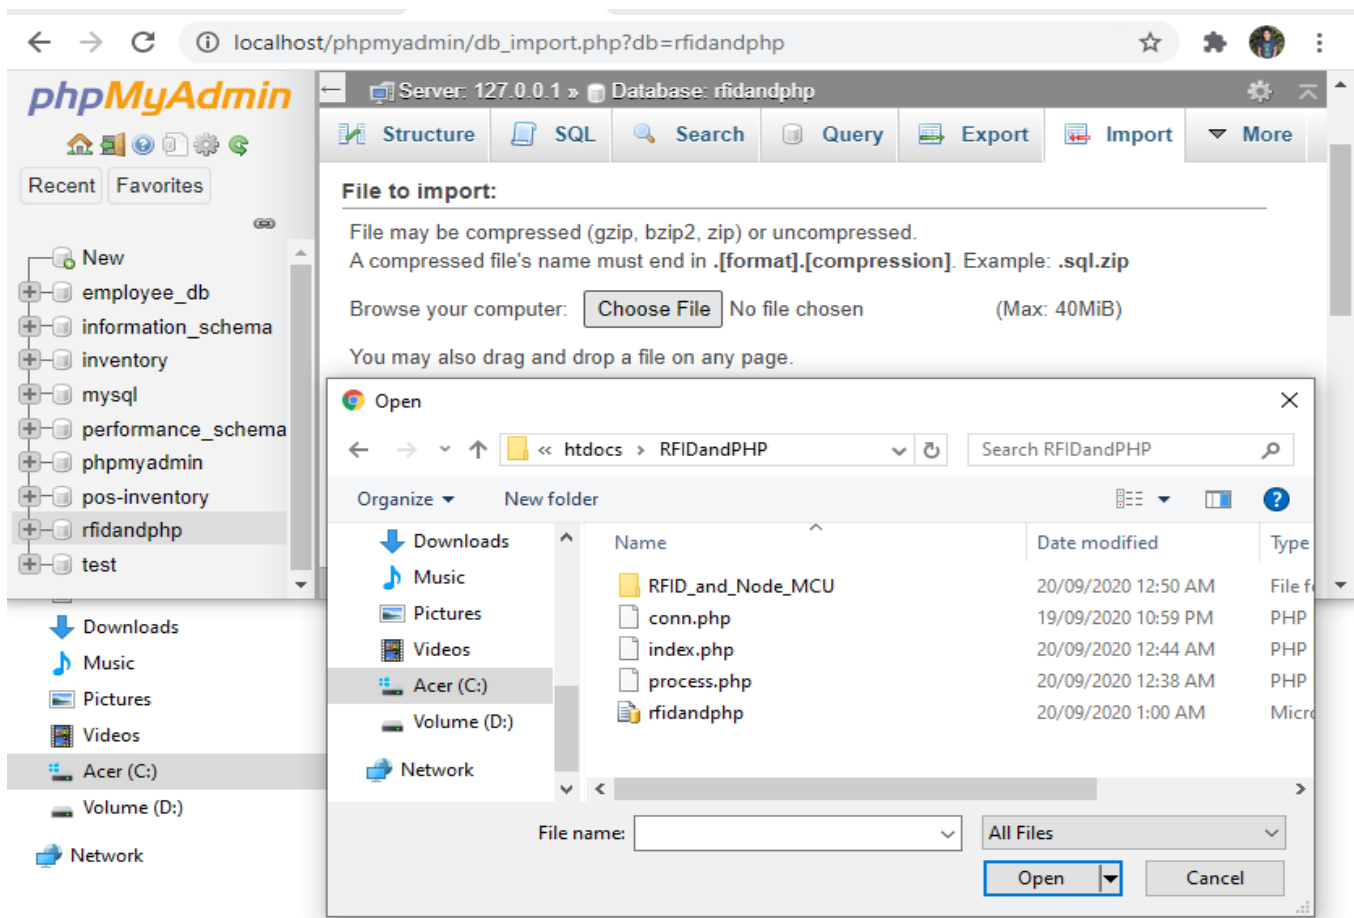 localhost/phpmyadmin/db_import.php?db=rfidandphp
phpMyAdmin
Recent Favorites
New
employee_db
information_schema
inventory
mysql
performance_schema
phpmyadmin
pos-inventory
rfidandphp
test
Server: 127.0.0.1 » Database: rfidandphp
Structure SQL Search Query Export Import More
File to import:
File may be compressed (gzip, bzip2, zip) or uncompressed.
A compressed file's name must end in .[format].[compression]. Example: .sql.zip
Browse your computer: Choose File No file chosen (Max: 40MiB)
You may also drag and drop a file on any page.
Open
« htdocs › RFIDandPHP Search RFIDandPHP
Organize New folder
Downloads
Music
Pictures
Videos
Acer (C:)
Volume (D:)
Network
Name Date modified Type
RFID_and_Node_MCU 20/09/2020 12:50 AM File f
conn.php 19/09/2020 10:59 PM PHP
index.php 20/09/2020 12:44 AM PHP
process.php 20/09/2020 12:38 AM PHP
rfidandphp 20/09/2020 1:00 AM Micr
File name: All Files
Open Cancel
Downloads
Music
Pictures
Videos
Acer (C:)
Volume (D:)
Network